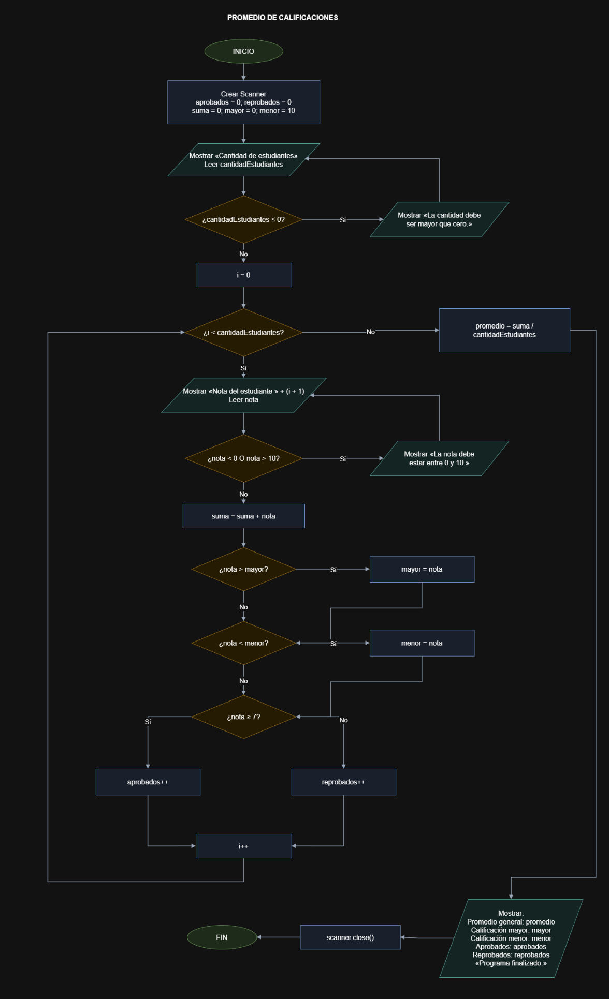 PROMEDIO DE CALIFICACIONES
INICIO
Crear Scanner
aprobados = 0; reprobados = 0
suma = 0; mayor = 0; menor = 10
Mostrar «Cantidad de estudiantes»
Leer cantidadEstudiantes
¿cantidadEstudiantes ≤ 0?
Sí
Mostrar «La cantidad debe
ser mayor que cero.»
No
i = 0
¿i < cantidadEstudiantes?
No
promedio = suma /
cantidadEstudiantes
Sí
Mostrar «Nota del estudiante » + (i + 1)
Leer nota
¿nota < 0 O nota > 10?
Sí
Mostrar «La nota debe
estar entre 0 y 10.»
No
suma = suma + nota
¿nota > mayor?
Sí
mayor = nota
No
¿nota < menor?
Sí
menor = nota
No
¿nota ≥ 7?
Sí
No
aprobados++
reprobados++
i++
Mostrar:
Promedio general: promedio
Calificación mayor: mayor
Calificación menor: menor
Aprobados: aprobados
Reprobados: reprobados
«Programa finalizado.»
scanner.close()
FIN